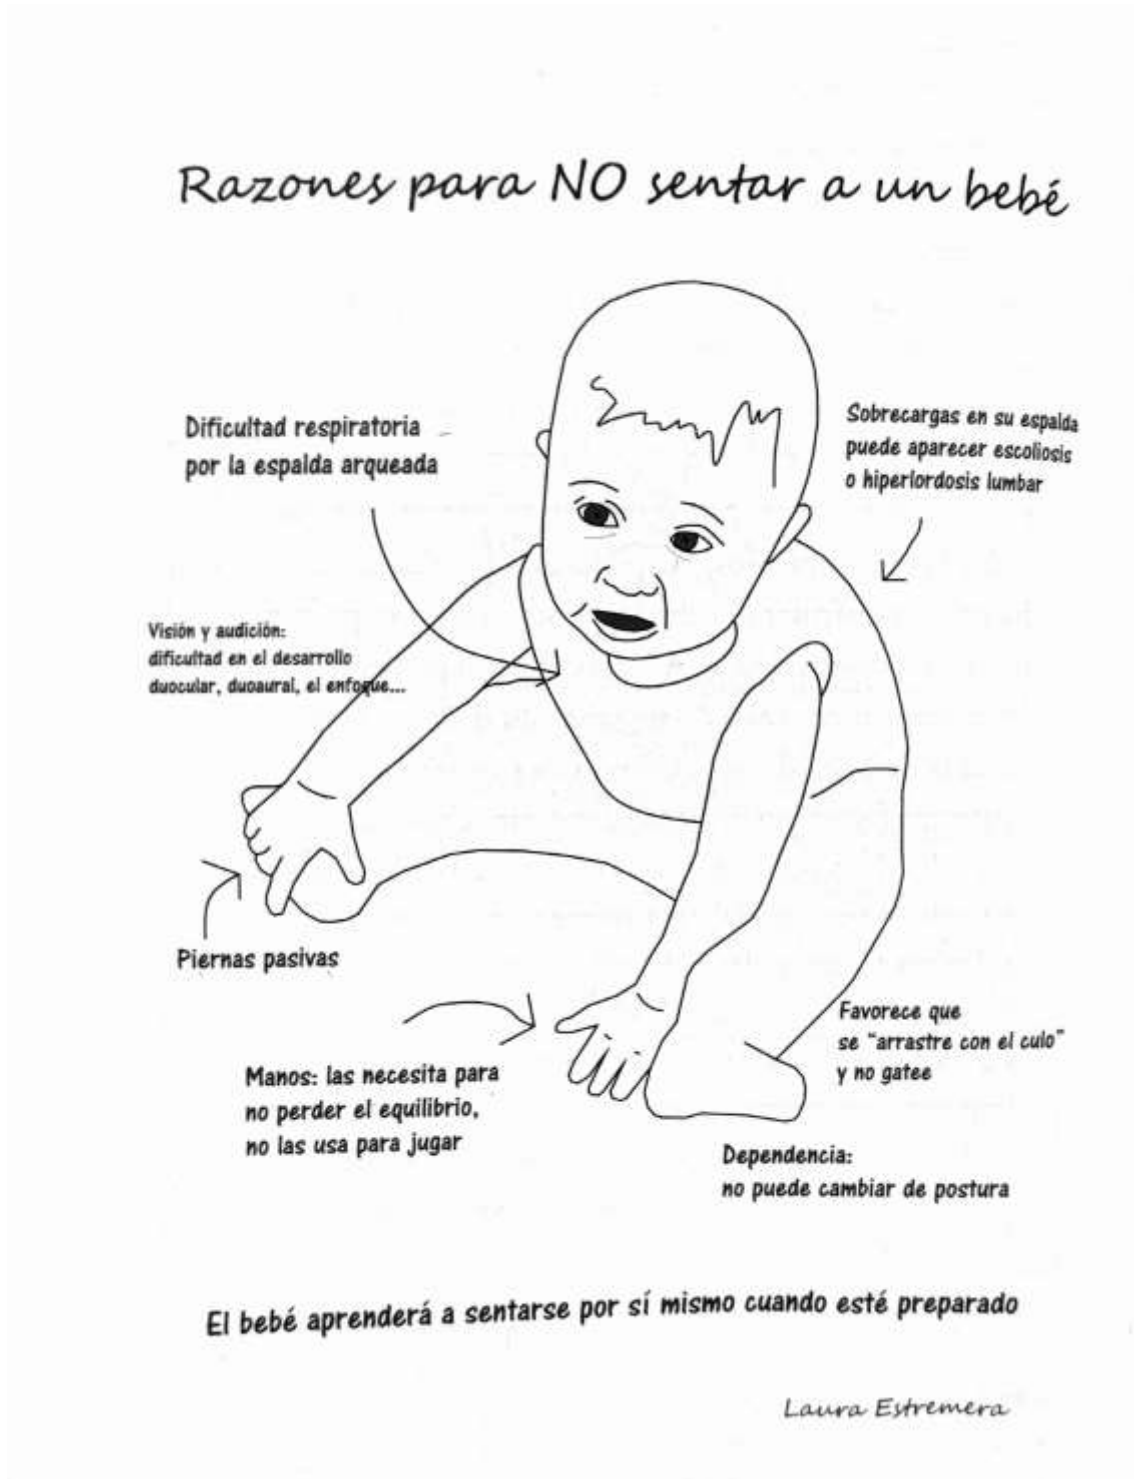 Razones para NO sentar a un bebé
Dificultad respiratoria
por la espalda arqueada
Sobrecargas en su espalda
puede aparecer escoliosis
o hiperlordosis lumbar
Visión y audición:
dificultad en el desarrollo
duocular, duoaural, el enfoque...
Piernas pasivas
Manos: las necesita para
no perder el equilibrio,
no las usa para jugar
Favorece que
se "arrastre con el culo"
y no gatee
Dependencia:
no puede cambiar de postura
El bebé aprenderá a sentarse por sí mismo cuando esté preparado
Laura Estremera